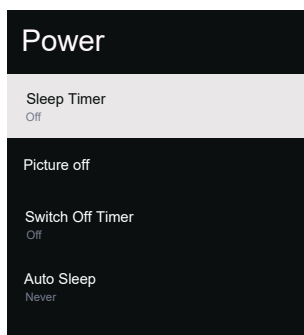 Power
Sleep Timer
Off
Picture off
Switch Off Timer
Off
Auto Sleep
Never